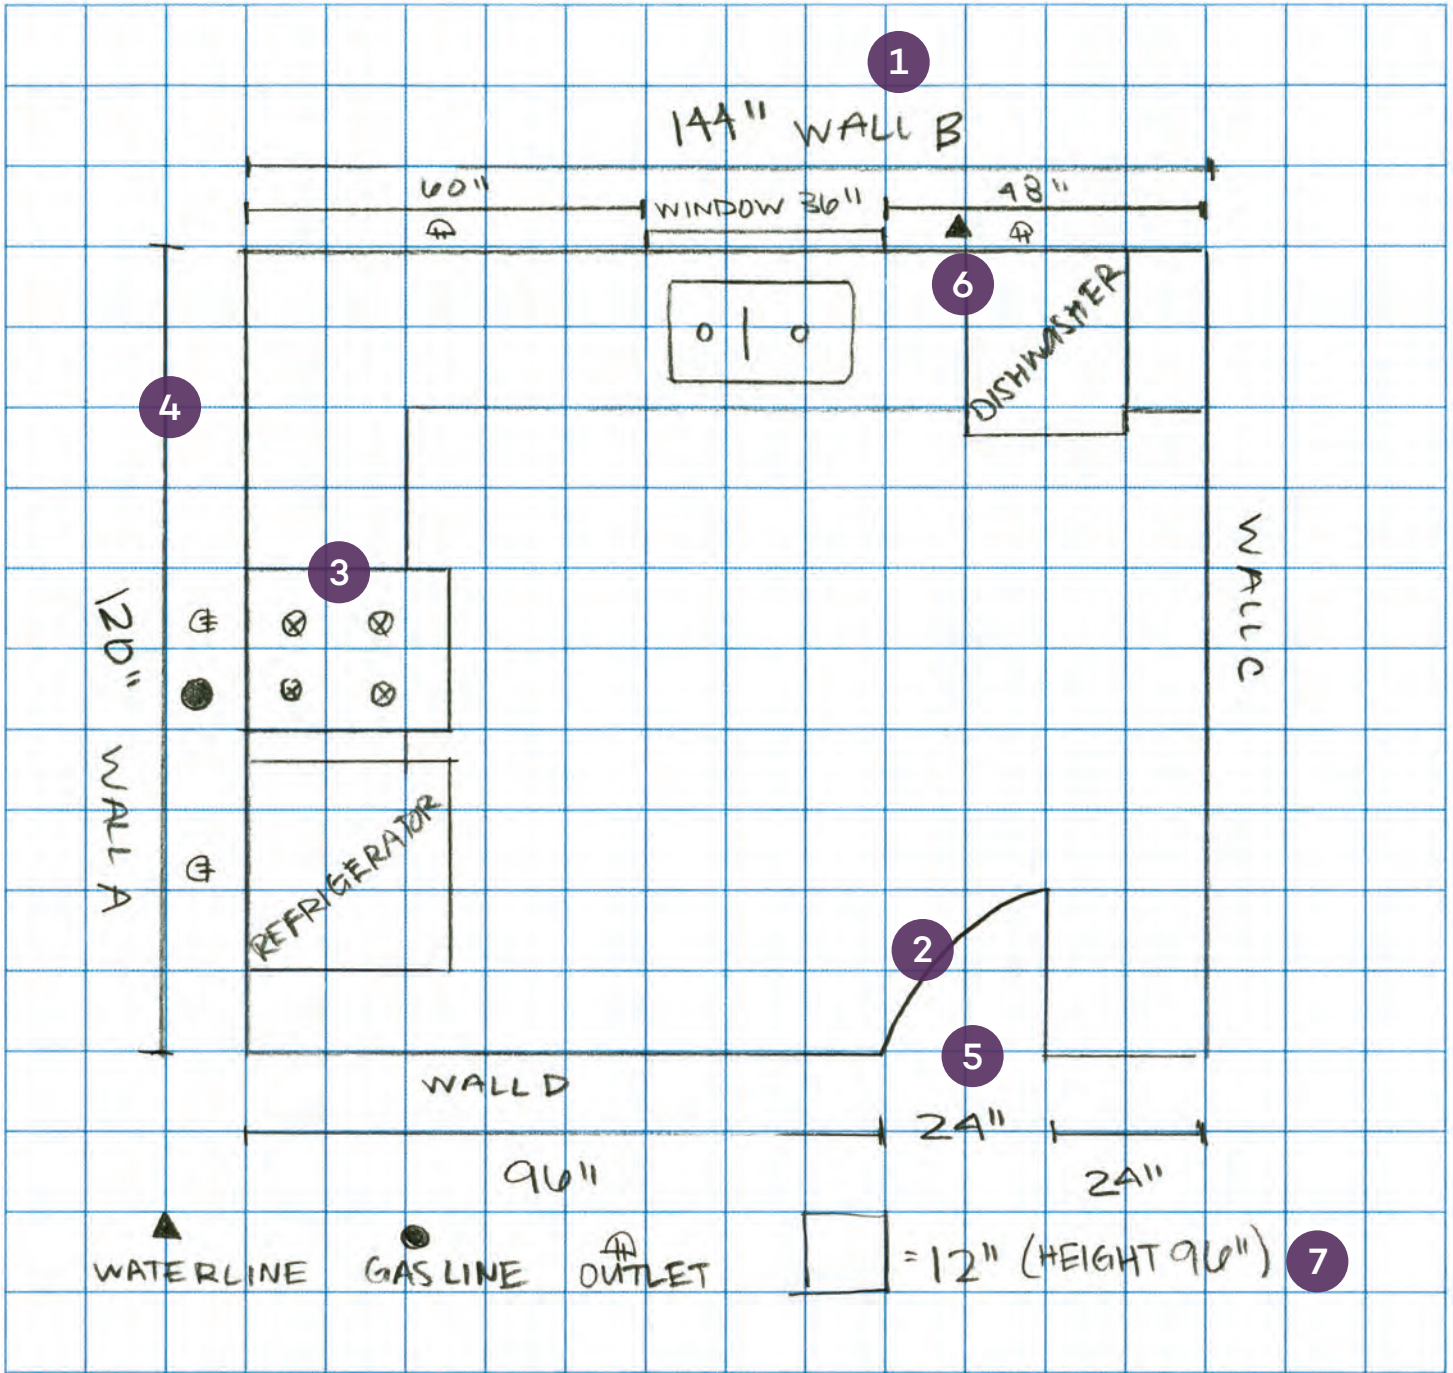 1
144" WALL B
60"
WINDOW 36"
48"
6
DISHWASHER
4
3
120"
WALL A
WALL C
REFRIGERATOR
2
5
WALL D
24"
96"
24"
WATERLINE
GAS LINE
OUTLET
= 12" (HEIGHT 96")
7